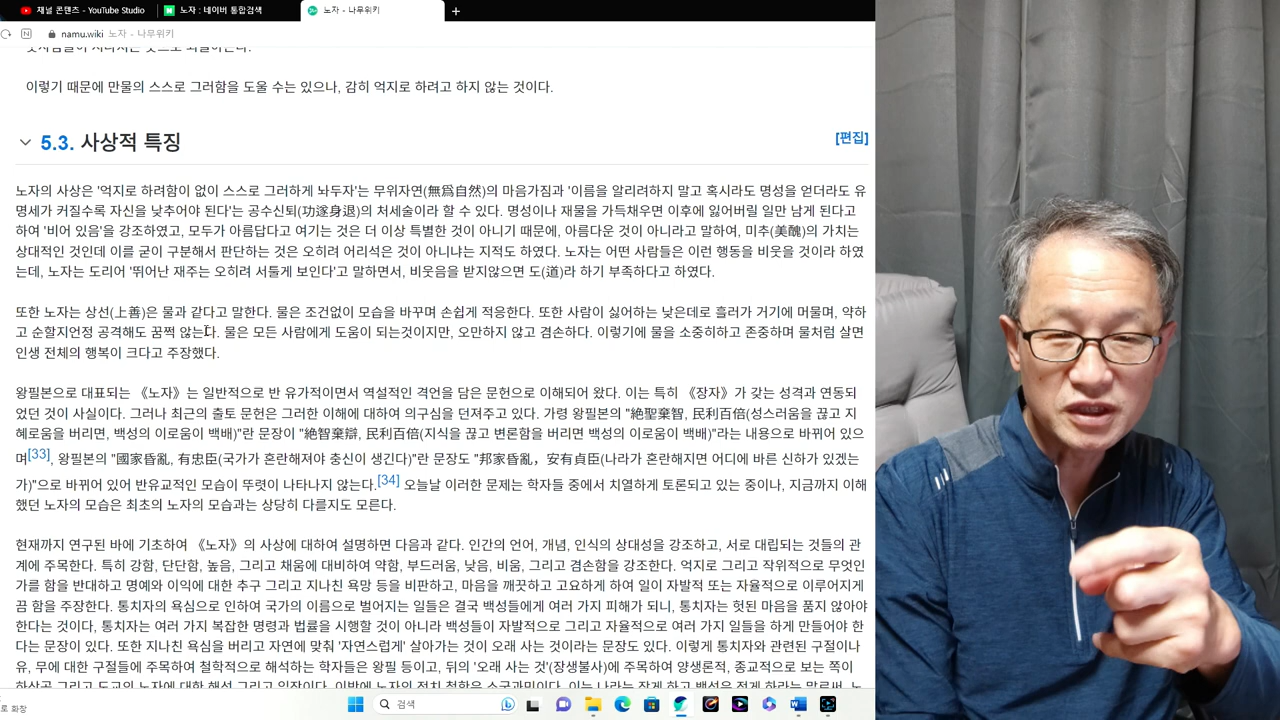 채널 콘텐츠 - YouTube Studio
노자 : 네이버 통합검색
노자 - 나무위키
namu.wiki 노자 - 나무위키
이렇기 때문에 만물의 스스로 그러함을 도울 수는 있으나, 감히 억지로 하려고 하지 않는 것이다.
5.3. 사상적 특징
[편집]
노자의 사상은 '억지로 하려함이 없이 스스로 그러하게 놔두자'는 무위자연(無爲自然)의 마음가짐과 '이름을 알리려하지 말고 혹시라도 명성을 얻더라도 유
명세가 커질수록 자신을 낮추어야 된다'는 공수신퇴(功遂身退)의 처세술이라 할 수 있다. 명성이나 재물을 가득채우면 이후에 잃어버릴 일만 남게 된다고
하여 '비어 있음'을 강조하였고, 모두가 아름답다고 여기는 것은 더 이상 특별한 것이 아니기 때문에, 아름다운 것이 아니라고 말하여, 미추(美醜)의 가치는
상대적인 것인데 이를 굳이 구분해서 판단하는 것은 오히려 어리석은 것이 아니냐는 지적도 하였다. 노자는 어떤 사람들은 이런 행동을 비웃을 것이라 하였
는데, 노자는 도리어 '뛰어난 재주는 오히려 서툴게 보인다'고 말하면서, 비웃음을 받지않으면 도(道)라 하기 부족하다고 하였다.
또한 노자는 상선(上善)은 물과 같다고 말한다. 물은 조건없이 모습을 바꾸며 손쉽게 적응한다. 또한 사람이 싫어하는 낮은데로 흘러가 거기에 머물며, 약하
고 순할지언정 공격해도 꿈쩍 않는다. 물은 모든 사람에게 도움이 되는것이지만, 오만하지 않고 겸손하다. 이렇기에 물을 소중히하고 존중하며 물처럼 살면
인생 전체의 행복이 크다고 주장했다.
왕필본으로 대표되는 《노자》는 일반적으로 반 유가적이면서 역설적인 격언을 담은 문헌으로 이해되어 왔다. 이는 특히 《장자》가 갖는 성격과 연동되
었던 것이 사실이다. 그러나 최근의 출토 문헌은 그러한 이해에 대하여 의구심을 던져주고 있다. 가령 왕필본의 "絶聖棄智, 民利百倍(성스러움을 끊고 지
혜로움을 버리면, 백성의 이로움이 백배)"란 문장이 "絶智棄辯, 民利百倍(지식을 끊고 변론함을 버리면 백성의 이로움이 백배)"라는 내용으로 바뀌어 있으
며[33], 왕필본의 "國家昏亂, 有忠臣(국가가 혼란해져야 충신이 생긴다)"란 문장도 "邦家昏亂，安有貞臣(나라가 혼란해지면 어디에 바른 신하가 있겠는
가)"으로 바뀌어 있어 반유교적인 모습이 뚜렷이 나타나지 않는다.[34] 오늘날 이러한 문제는 학자들 중에서 치열하게 토론되고 있는 중이나, 지금까지 이해
했던 노자의 모습은 최초의 노자의 모습과는 상당히 다를지도 모른다.
현재까지 연구된 바에 기초하여 《노자》의 사상에 대하여 설명하면 다음과 같다. 인간의 언어, 개념, 인식의 상대성을 강조하고, 서로 대립되는 것들의 관
계에 주목한다. 특히 강함, 단단함, 높음, 그리고 채움에 대비하여 약함, 부드러움, 낮음, 비움, 그리고 겸손함을 강조한다. 억지로 그리고 작위적으로 무엇인
가를 함을 반대하고 명예와 이익에 대한 추구 그리고 지나친 욕망 등을 비판하고, 마음을 깨끗하고 고요하게 하여 일이 자발적 또는 자율적으로 이루어지게
끔 함을 주장한다. 통치자의 욕심으로 인하여 국가의 이름으로 벌어지는 일들은 결국 백성들에게 여러 가지 피해가 되니, 통치자는 헛된 마음을 품지 않아야
한다는 것이다, 통치자는 여러 가지 복잡한 명령과 법률을 시행할 것이 아니라 백성들이 자발적으로 그리고 자율적으로 여러 가지 일들을 하게 만들어야 한
다는 문장이 있다. 또한 지나친 욕심을 버리고 자연에 맞춰 '자연스럽게' 살아가는 것이 오래 사는 것이라는 문장도 있다. 이렇게 통치자와 관련된 구절이나
유, 무에 대한 구절들에 주목하여 철학적으로 해석하는 학자들은 왕필 등이고, 뒤의 '오래 사는 것'(장생불사)에 주목하여 양생론적, 종교적으로 보는 쪽이
검색